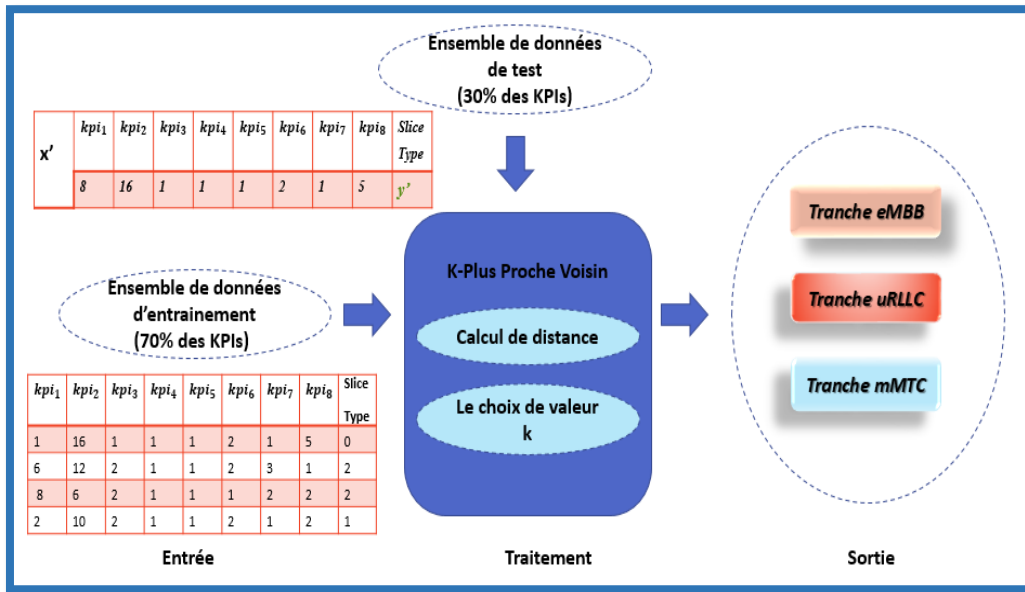 Ensemble de données
de test
(30% des KPIs)
x' kpi₁ kpi₂ kpi₃ kpi₄ kpi₅ kpi₆ kpi₇ kpi₈ Slice
Type
8 16 1 1 1 2 1 5 y'
Ensemble de données
d'entrainement
(70% des KPIs)
kpi₁ kpi₂ kpi₃ kpi₄ kpi₅ kpi₆ kpi₇ kpi₈ Slice
Type
1 16 1 1 1 2 1 5 0
6 12 2 1 1 2 3 1 2
8 6 2 1 1 1 2 2 2
2 10 2 1 1 2 1 2 1
Entrée
K-Plus Proche Voisin
Calcul de distance
Le choix de valeur
k
Traitement
Tranche eMBB
Tranche uRLLC
Tranche mMTC
Sortie